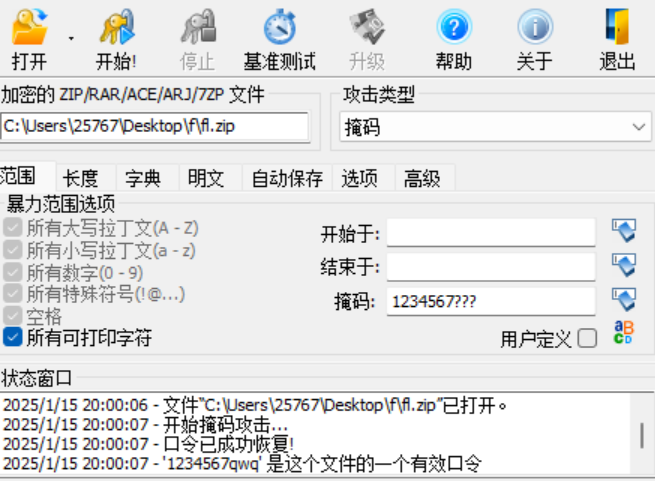 打开 开始! 停止 基准测试 升级 帮助 关于 退出
加密的 ZIP/RAR/ACE/ARJ/7ZP 文件 攻击类型
C:\Users\25767\Desktop\f\fl.zip 掩码
范围 长度 字典 明文 自动保存 选项 高级
暴力范围选项
所有大写拉丁文(A - Z)
所有小写拉丁文(a - z)
所有数字(0 - 9)
所有特殊符号(!@...)
空格
所有可打印字符
开始于:
结束于:
掩码: 1234567???
用户定义
状态窗口
2025/1/15 20:00:06 - 文件"C:\Users\25767\Desktop\f\fl.zip"已打开。
2025/1/15 20:00:07 - 开始掩码攻击...
2025/1/15 20:00:07 - 口令已成功恢复!
2025/1/15 20:00:07 - '1234567qwq' 是这个文件的一个有效口令